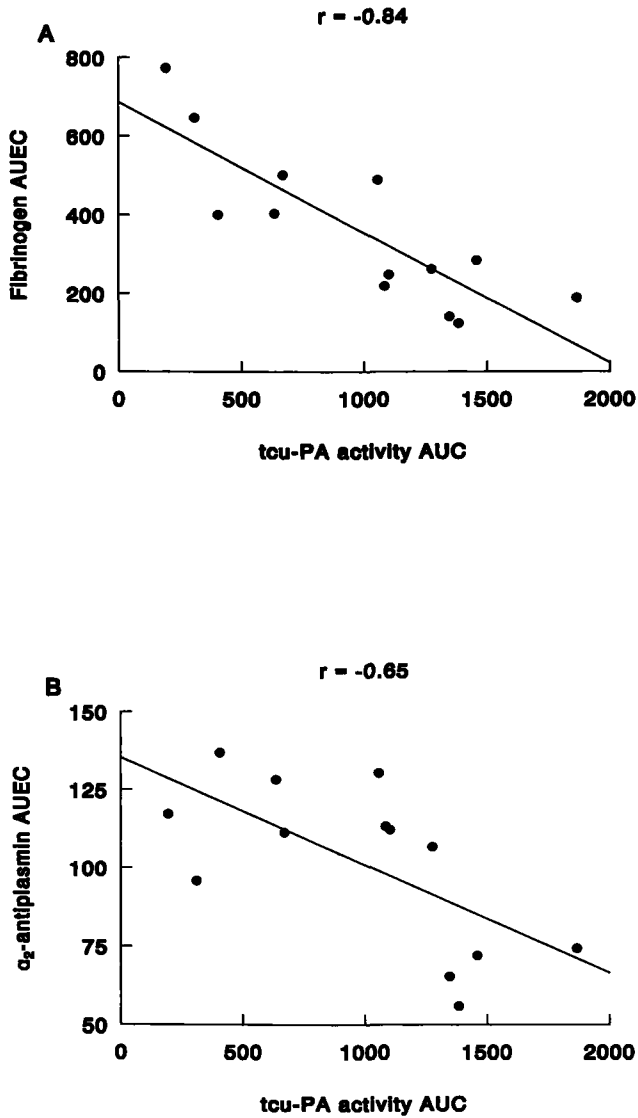 A
r = -0.84
800
600
400
200
0
Fibrinogen AUEC
0 500 1000 1500 2000
tcu-PA activity AUC
B
r = -0.65
150
125
100
75
50
α₂-antiplasmin AUEC
0 500 1000 1500 2000
tcu-PA activity AUC